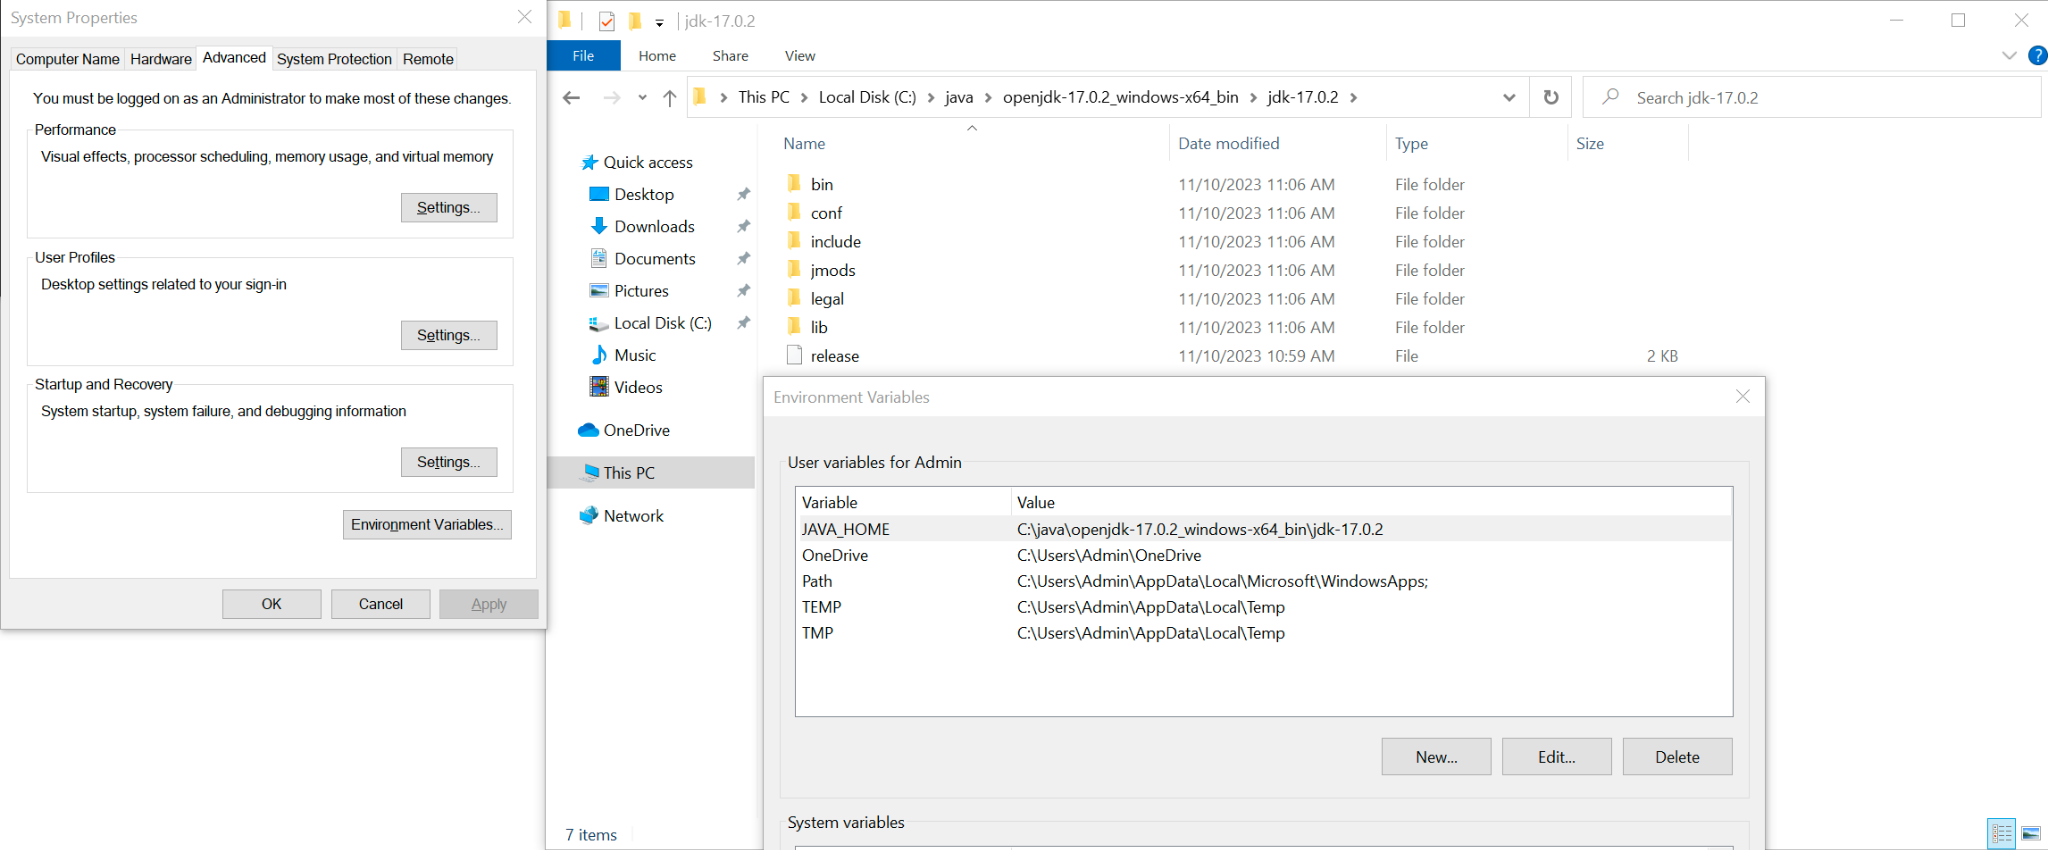 System Properties
Computer Name Hardware Advanced System Protection Remote
You must be logged on as an Administrator to make most of these changes.
Performance
Visual effects, processor scheduling, memory usage, and virtual memory
Settings...
User Profiles
Desktop settings related to your sign-in
Settings...
Startup and Recovery
System startup, system failure, and debugging information
Settings...
Environment Variables...
OK Cancel Apply
jdk-17.0.2
File Home Share View
?
This PC Local Disk (C:) java openjdk-17.0.2_windows-x64_bin jdk-17.0.2
Search jdk-17.0.2
Quick access
Desktop
Downloads
Documents
Pictures
Local Disk (C:)
Music
Videos
OneDrive
This PC
Network
Name Date modified Type Size
bin 11/10/2023 11:06 AM File folder
conf 11/10/2023 11:06 AM File folder
include 11/10/2023 11:06 AM File folder
jmods 11/10/2023 11:06 AM File folder
legal 11/10/2023 11:06 AM File folder
lib 11/10/2023 11:06 AM File folder
release 11/10/2023 10:59 AM File 2 KB
7 items
Environment Variables
User variables for Admin
Variable Value
JAVA_HOME C:\java\openjdk-17.0.2_windows-x64_bin\jdk-17.0.2
OneDrive C:\Users\Admin\OneDrive
Path C:\Users\Admin\AppData\Local\Microsoft\WindowsApps;
TEMP C:\Users\Admin\AppData\Local\Temp
TMP C:\Users\Admin\AppData\Local\Temp
New... Edit... Delete
System variables